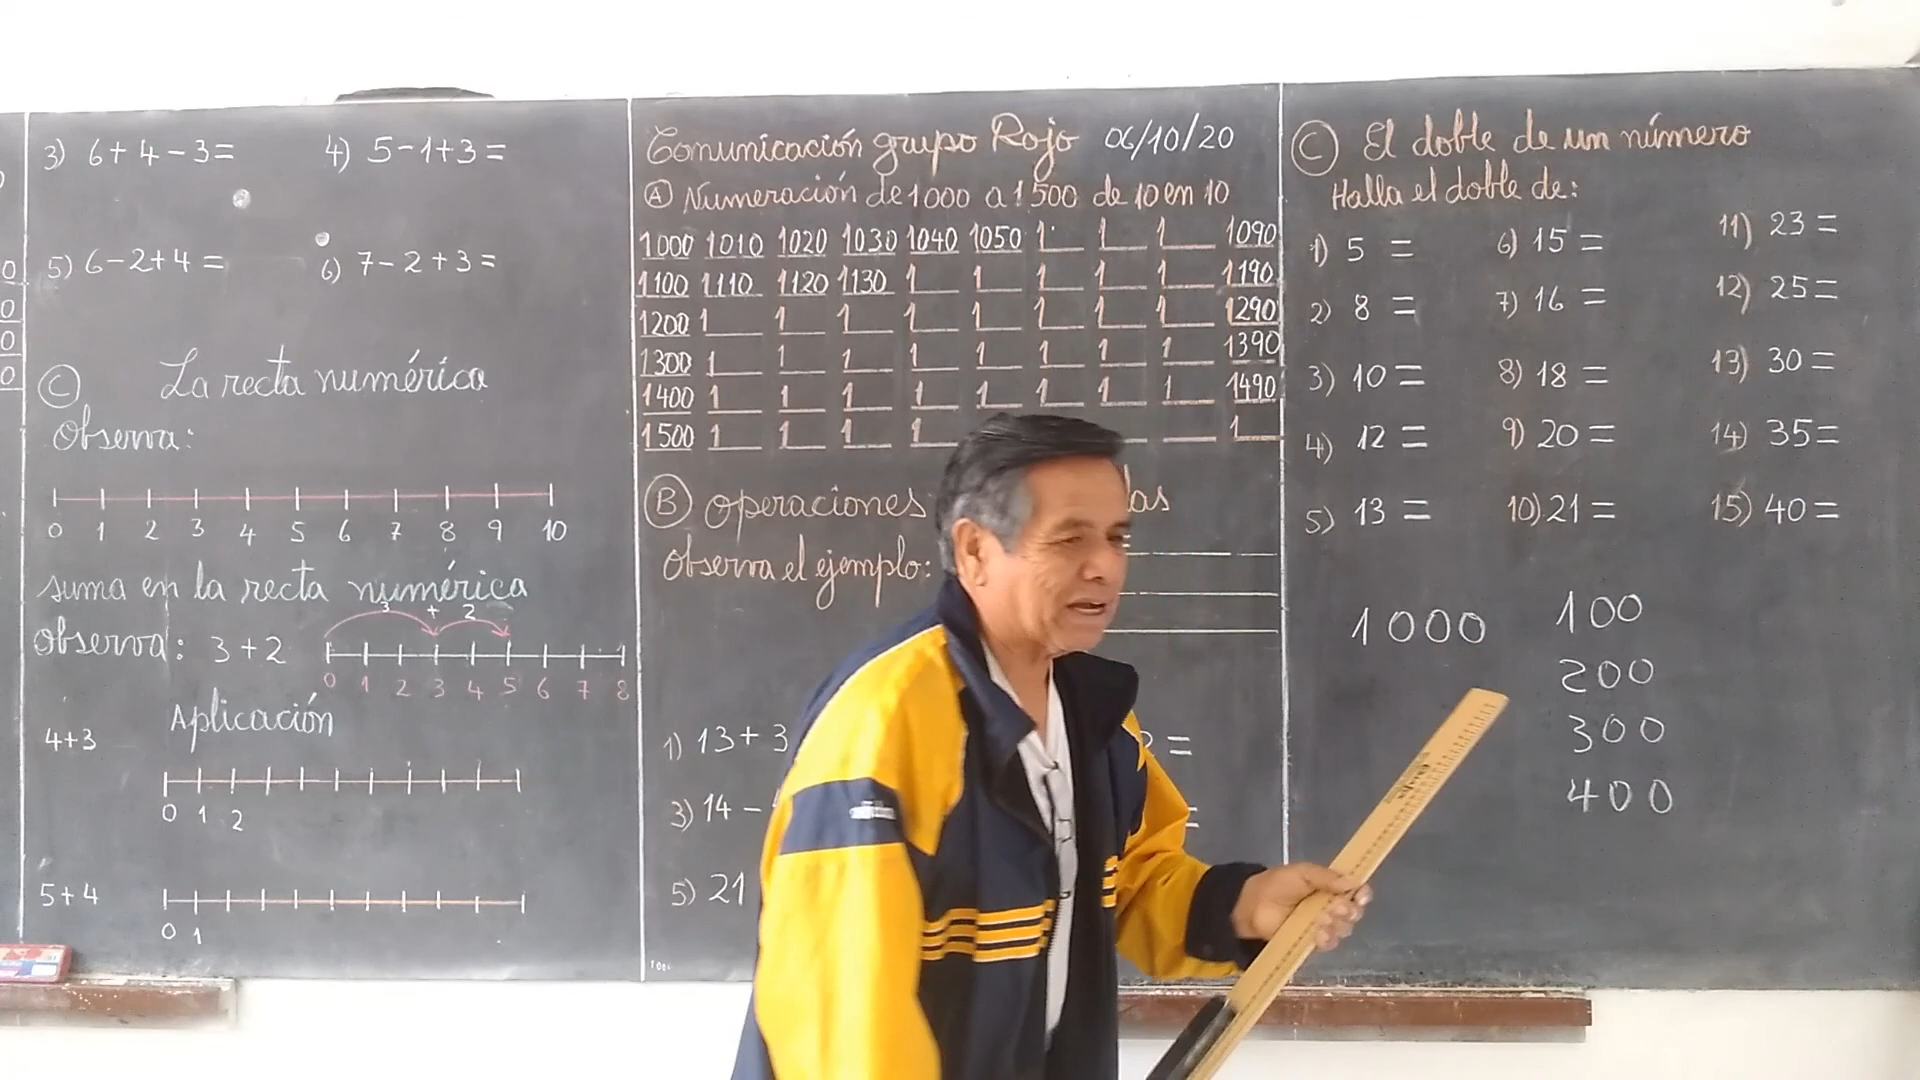 3) 6+4-3=
4) 5-1+3=
5) 6-2+4=
6) 7-2+3=
C La recta numérica
Observa:
0 1 2 3 4 5 6 7 8 9 10
suma en la recta numérica
3 + 2
observa: 3+2
0 1 2 3 4 5 6 7 8
Aplicación
4+3
0 1 2
5+4
0 1
Comunicación grupo Rojo 06/10/20
A Numeración de 1000 a 1500 de 10 en 10
1000 1010 1020 1030 1040 1050 1 1 1 1090
1100 1110 1120 1130 1 1 1 1 1 1190
1200 1 1 1 1 1 1 1 1 1290
1300 1 1 1 1 1 1 1 1 1390
1400 1 1 1 1 1 1 1 1 1490
1500 1 1 1 1 1
B Operaciones
Observa el ejemplo:
1) 13+3
=
3) 14-
=
5) 21
C El doble de un número
Halla el doble de:
1) 5 =
2) 8 =
3) 10 =
4) 12 =
5) 13 =
6) 15 =
7) 16 =
8) 18 =
9) 20 =
10) 21 =
11) 23 =
12) 25=
13) 30 =
14) 35=
15) 40 =
1000
100
200
300
400